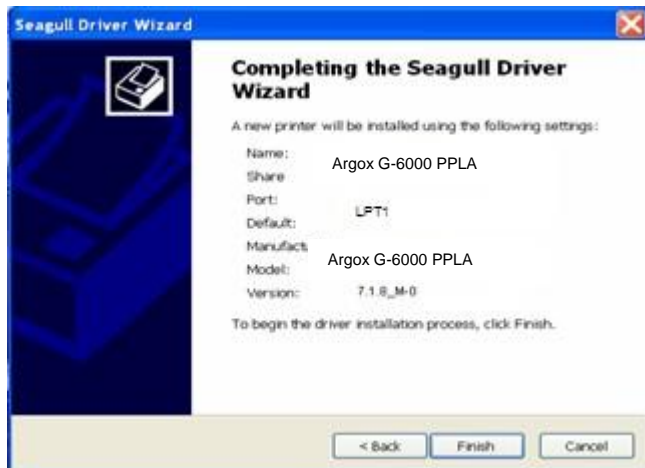 Seagull Driver Wizard
Completing the Seagull Driver
Wizard
A new printer will be installed using the following settings:
Name:
Argox G-6000 PPLA
Share
Port:
LPT1
Default:
Manufact
Argox G-6000 PPLA
Model:
Version: 7.1.8_M-0
To begin the driver installation process, click Finish.
< Back Finish Cancel